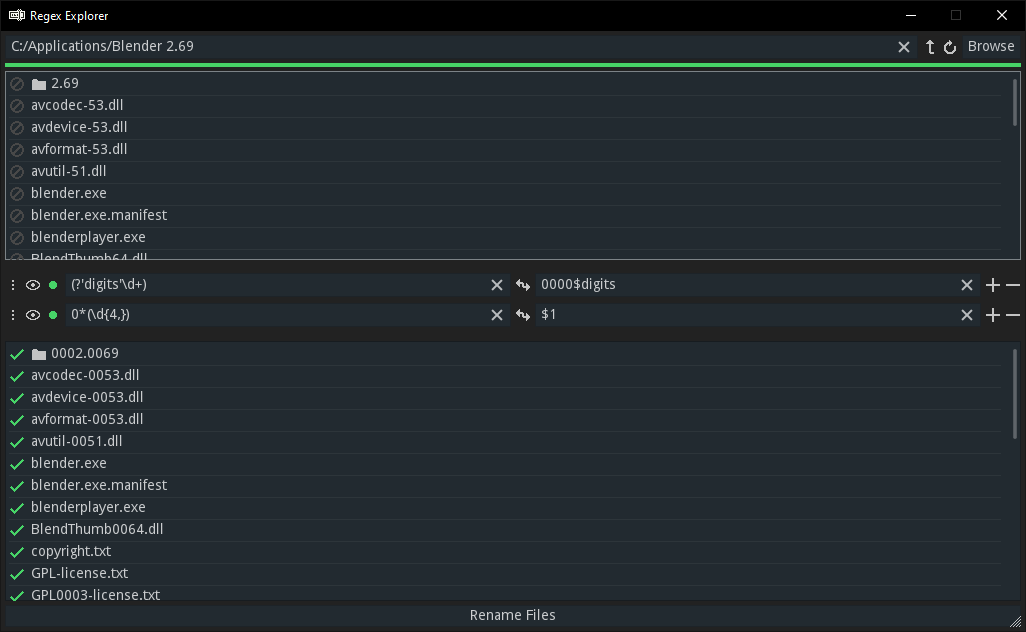 Regex Explorer
C:/Applications/Blender 2.69
Browse
2.69
avcodec-53.dll
avdevice-53.dll
avformat-53.dll
avutil-51.dll
blender.exe
blender.exe.manifest
blenderplayer.exe
BlendThumb64.dll
(?'digits'\d+) 0000$digits
0*(\d{4,}) $1
0002.0069
avcodec-0053.dll
avdevice-0053.dll
avformat-0053.dll
avutil-0051.dll
blender.exe
blender.exe.manifest
blenderplayer.exe
BlendThumb0064.dll
copyright.txt
GPL-license.txt
GPL0003-license.txt
Rename Files